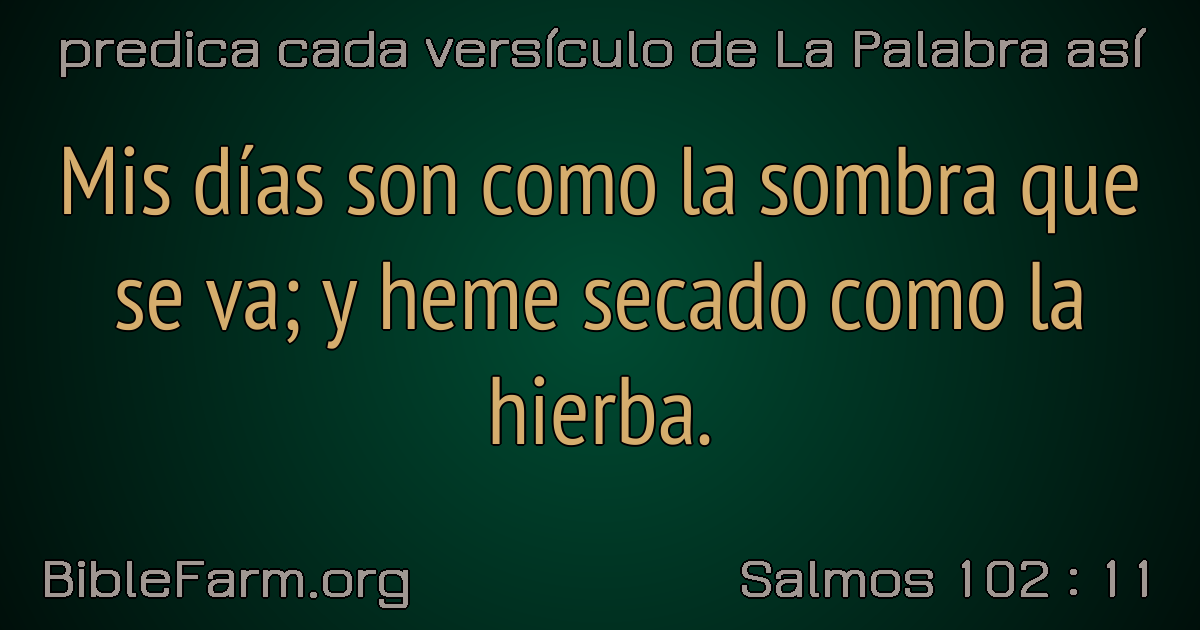 predica cada versículo de La Palabra así
Mis días son como la sombra que
se va; y heme secado como la
hierba.
BibleFarm.org
Salmos 102 : 11